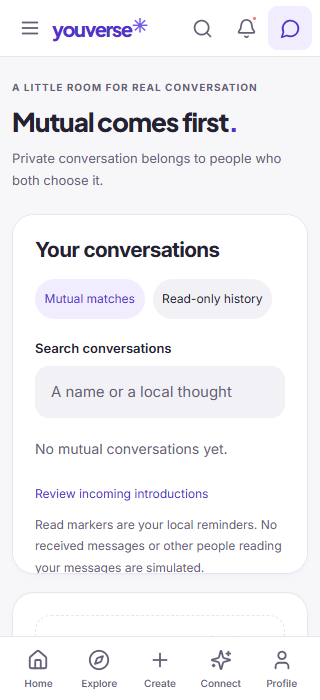 youverse
A LITTLE ROOM FOR REAL CONVERSATION
Mutual comes first.
Private conversation belongs to people who
both choose it.
Your conversations
Mutual matches
Read-only history
Search conversations
A name or a local thought
No mutual conversations yet.
Review incoming introductions
Read markers are your local reminders. No
received messages or other people reading
your messages are simulated.
Home
Explore
Create
Connect
Profile